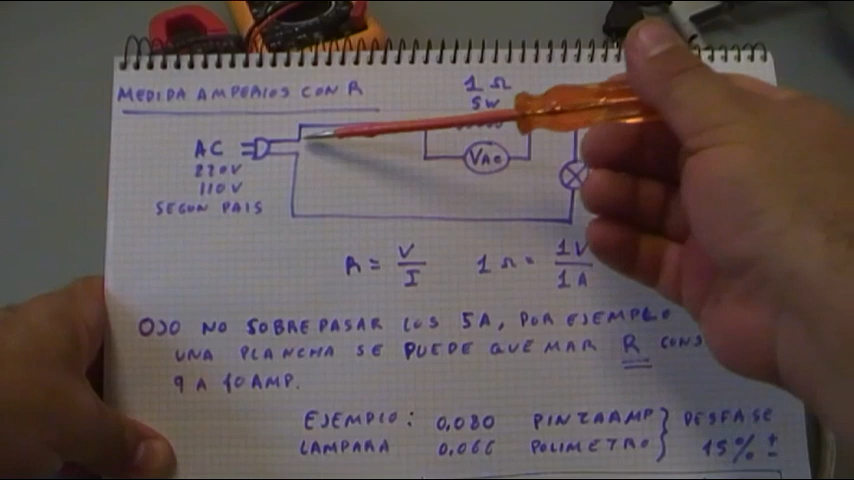 MEDIDA AMPERIOS CON R
1 Ω
5W
AC
220V
110V
SEGUN PAIS
VAC
R = V/I 1 Ω = 1V/1A
OJO NO SOBREPASAR LOS 5A, POR EJEMPLO
UNA PLANCHA SE PUEDE QUEMAR R CONS
9 A 10 AMP.
EJEMPLO: 0,080 PINZAAMP } DESFASE
LAMPARA 0.066 POLIMETRO } 15% ±